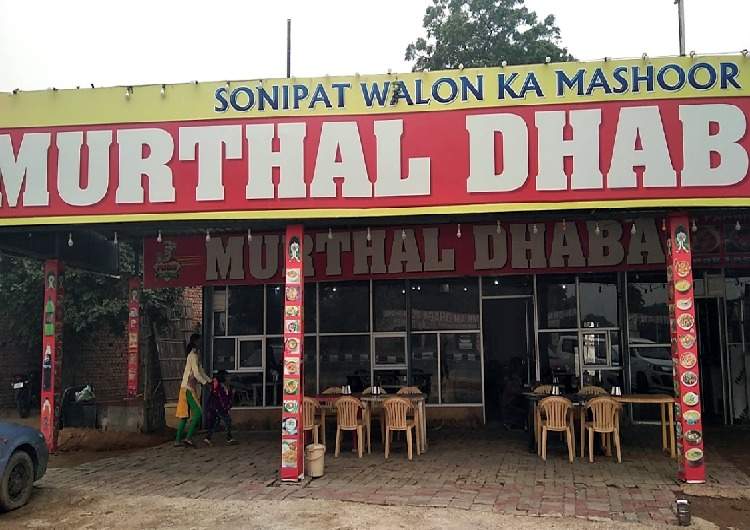 SONIPAT WALON KA MASHOOR
MURTHAL DHAB
MURTHAL DHABA